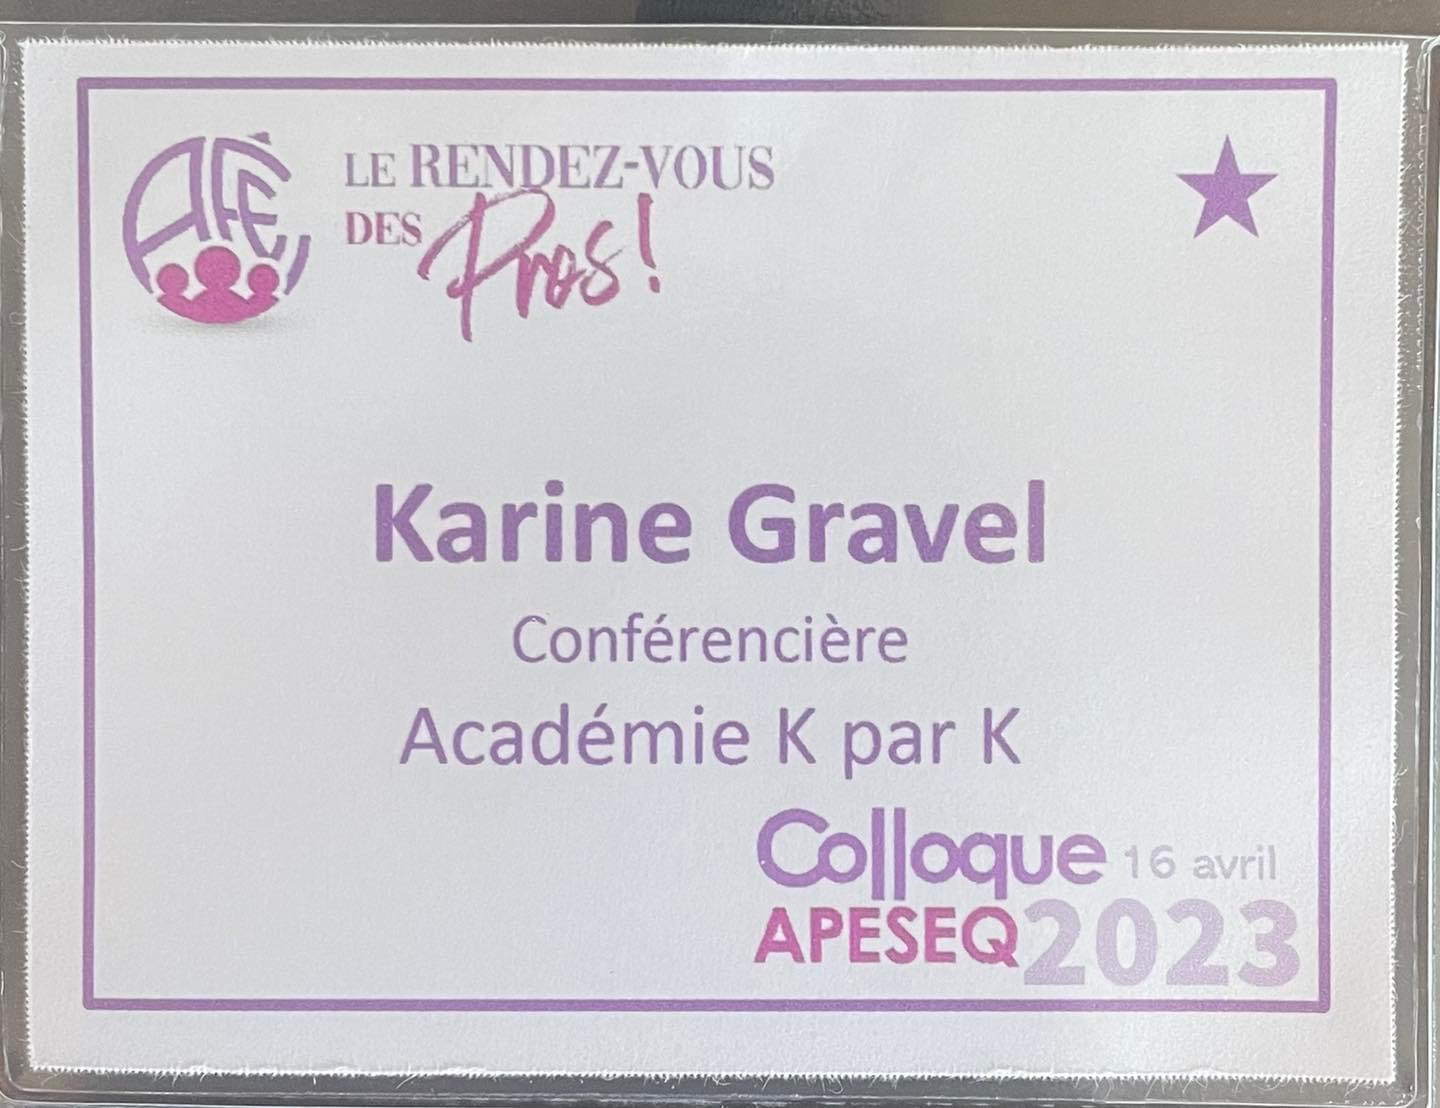 AFÉ
LE RENDEZ-VOUS
DES Pros!
Karine Gravel
Conférencière
Académie K par K
Colloque 16 avril
APESEQ 2023